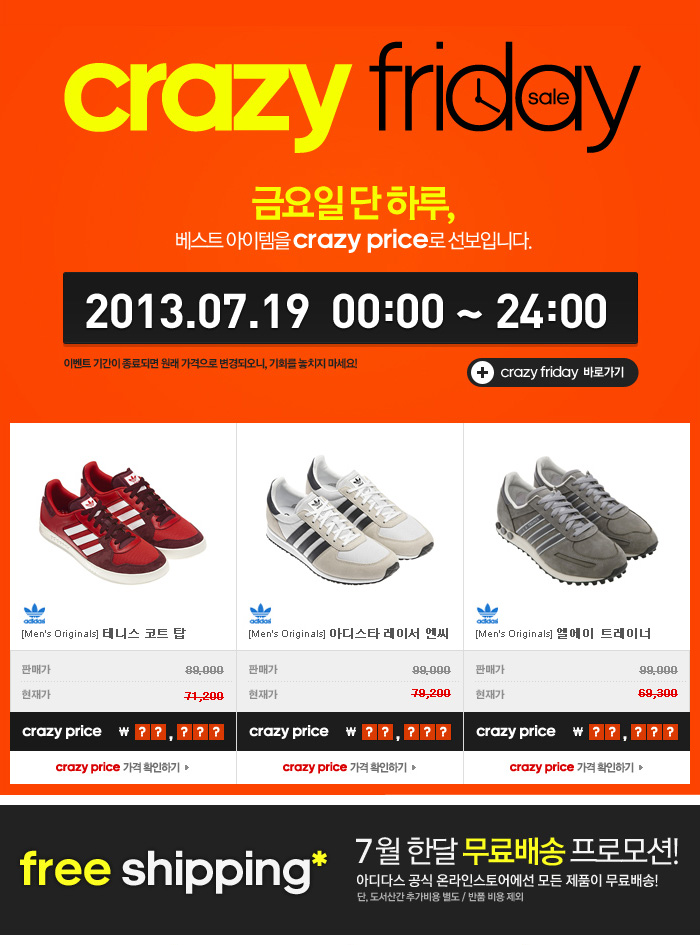 crazy friday
sale
금요일 단 하루,
베스트 아이템을 crazy price로 선보입니다.
2013.07.19 00:00 ~ 24:00
이벤트 기간이 종료되면 원래 가격으로 변경되오니, 기회를 놓치지 마세요!
crazy friday 바로가기
adidas
[Men's Originals] 테니스 코트 탑
판매가 89,000
현재가 71,200
crazy price ₩ ??,???
crazy price 가격 확인하기
adidas
[Men's Originals] 아디스타 레이서 엔씨
판매가 99,000
현재가 79,200
crazy price ₩ ??,???
crazy price 가격 확인하기
adidas
[Men's Originals] 엘에이 트레이너
판매가 99,000
현재가 69,300
crazy price ₩ ??,???
crazy price 가격 확인하기
free shipping*
7월 한달 무료배송 프로모션!
아디다스 공식 온라인스토어에선 모든 제품이 무료배송!
단, 도서산간 추가비용 별도 / 반품 비용 제외